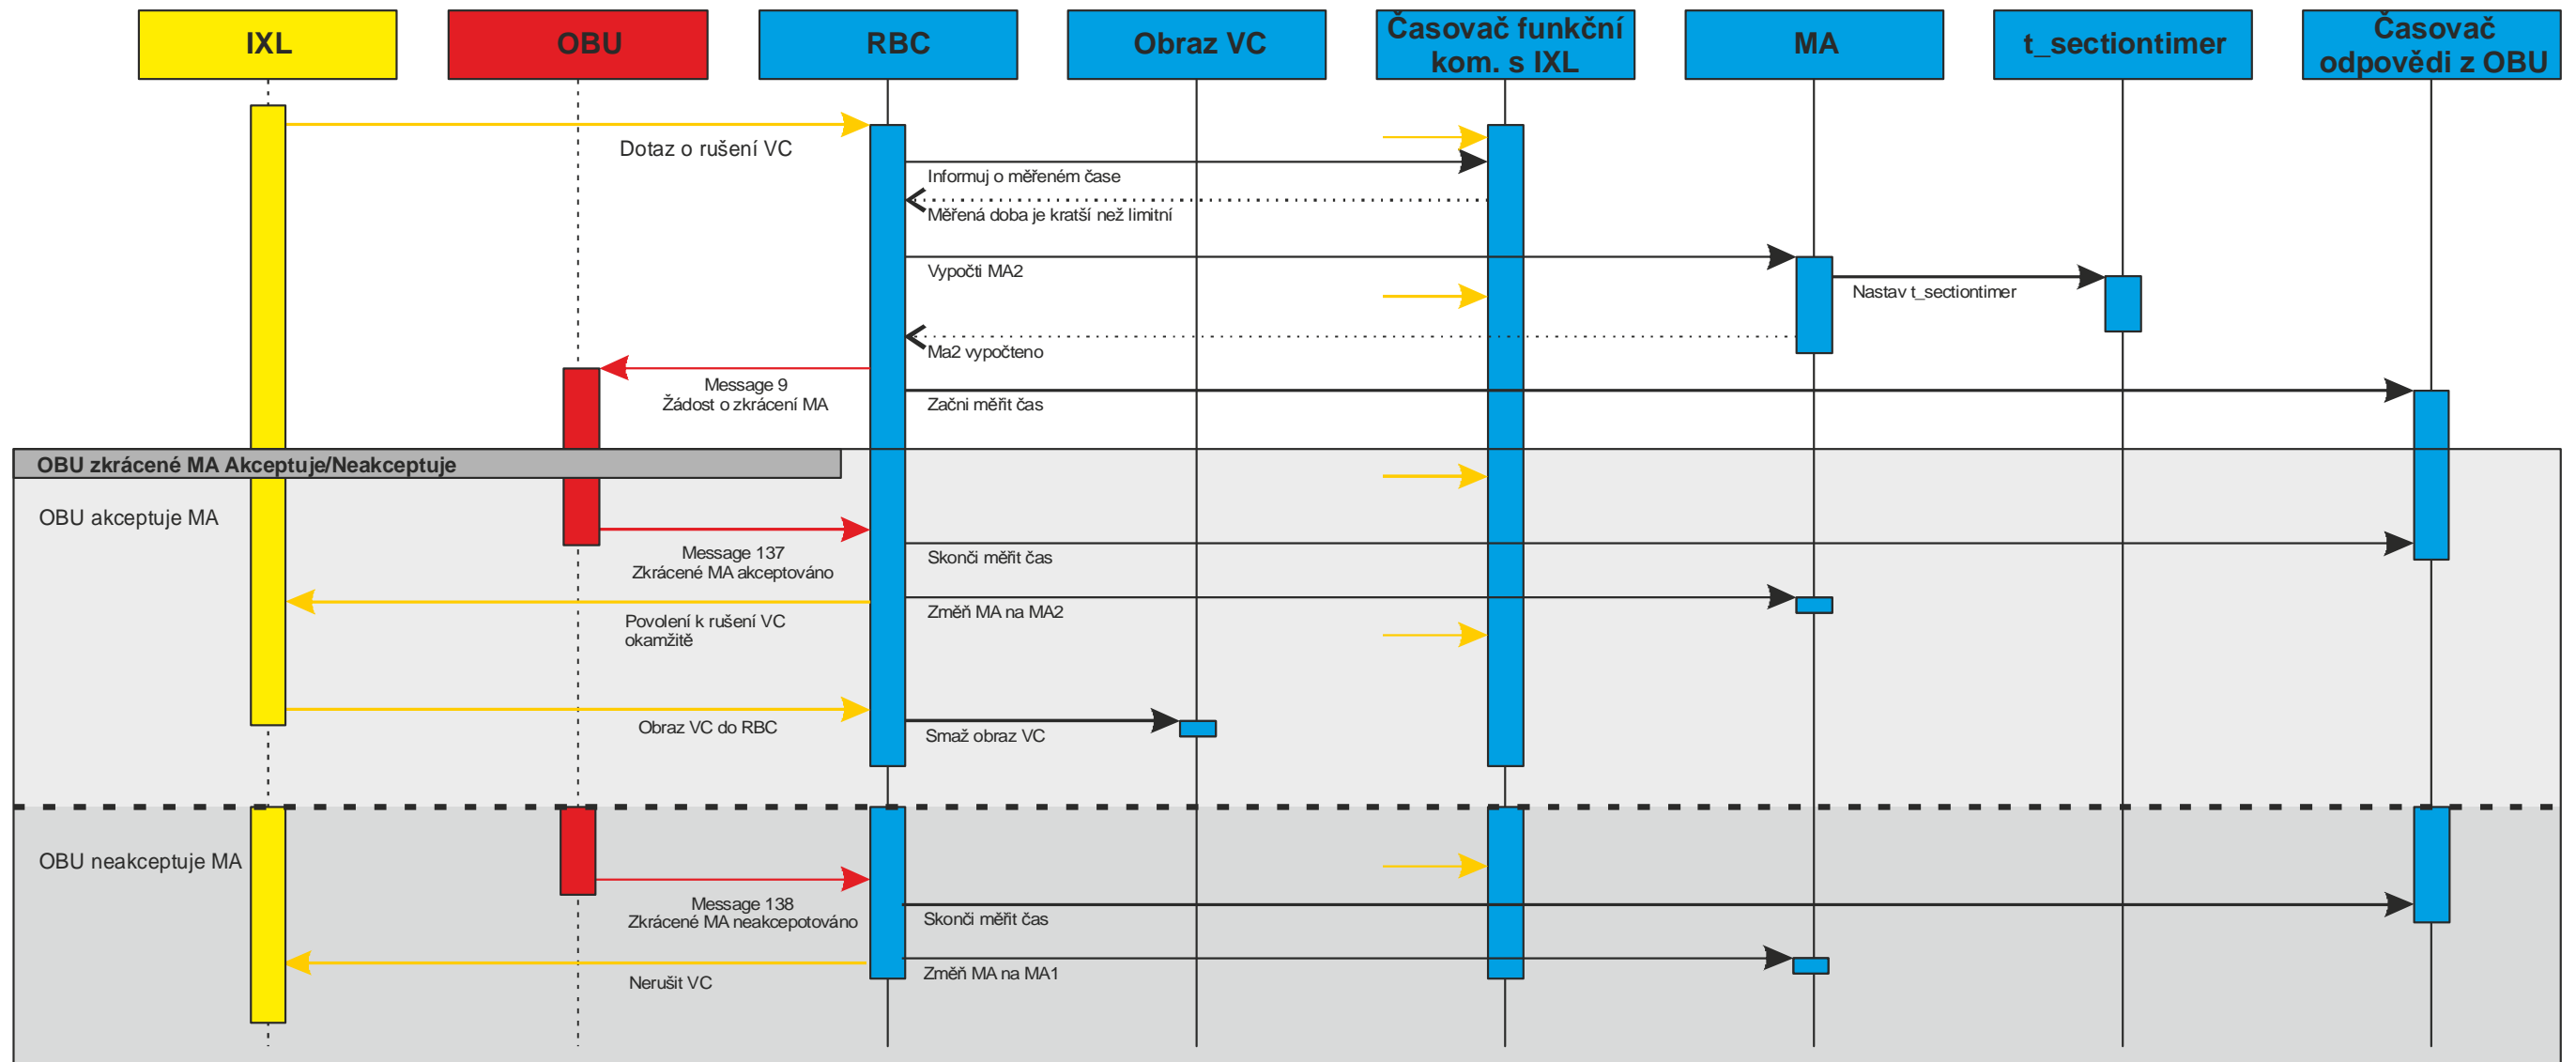 IXL
OBU
RBC
Obraz VC
Časovač funkční
kom. s IXL
MA
t_sectiontimer
Časovač
odpovědi z OBU
Dotaz o rušení VC
Informuj o měřeném čase
Měřená doba je kratší než limitní
Vypočti MA2
Nastav t_sectiontimer
Ma2 vypočteno
Message 9
Žádost o zkrácení MA
Začni měřit čas
OBU zkrácené MA Akceptuje/Neakceptuje
OBU akceptuje MA
Message 137
Zkrácené MA akceptováno
Skonči měřit čas
Povolení k rušení VC
okamžitě
Změň MA na MA2
Obraz VC do RBC
Smaž obraz VC
OBU neakceptuje MA
Message 138
Zkrácené MA neakcepotováno
Skonči měřit čas
Nerušit VC
Změň MA na MA1